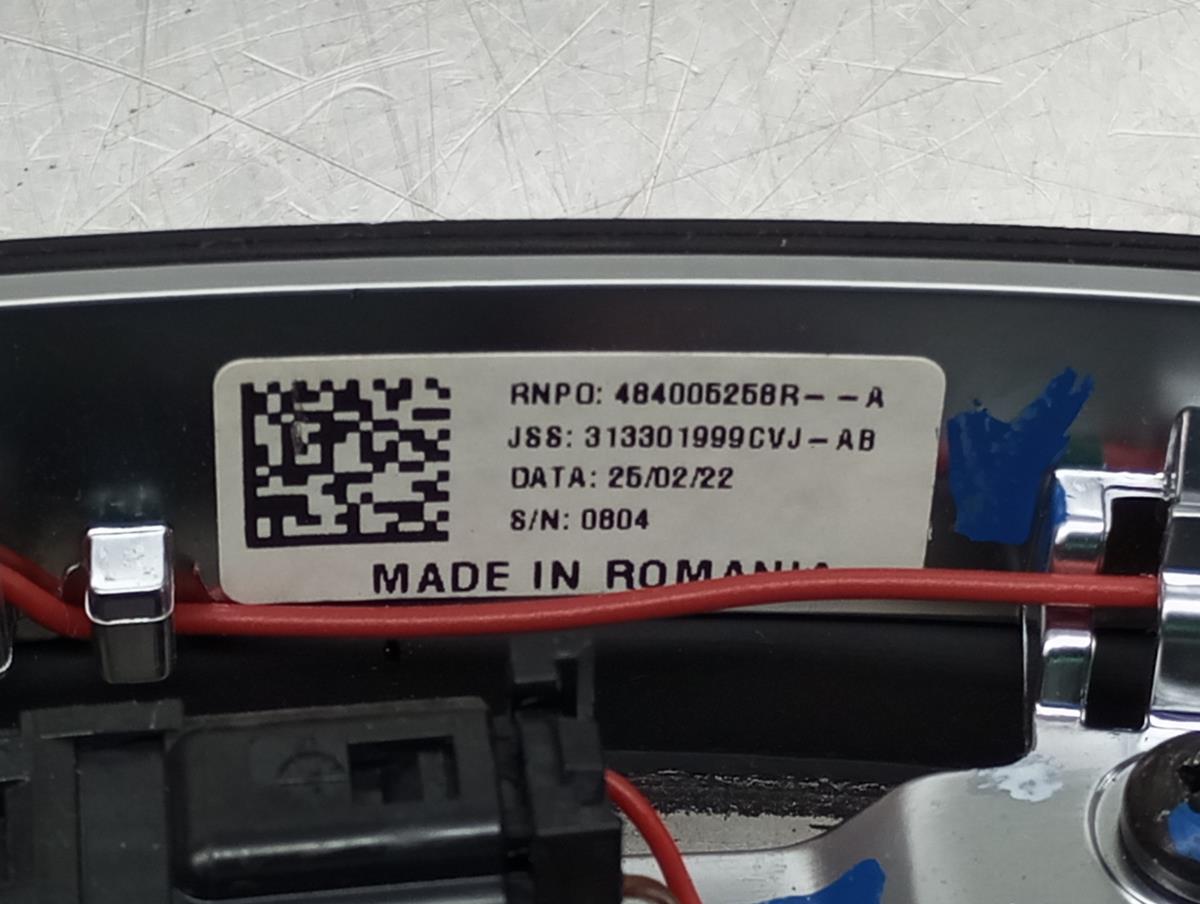 RNPO: 484005258R--A
JSS: 313301999CVJ-AB
DATA: 25/02/22
S/N: 0804
MADE IN ROMANIA